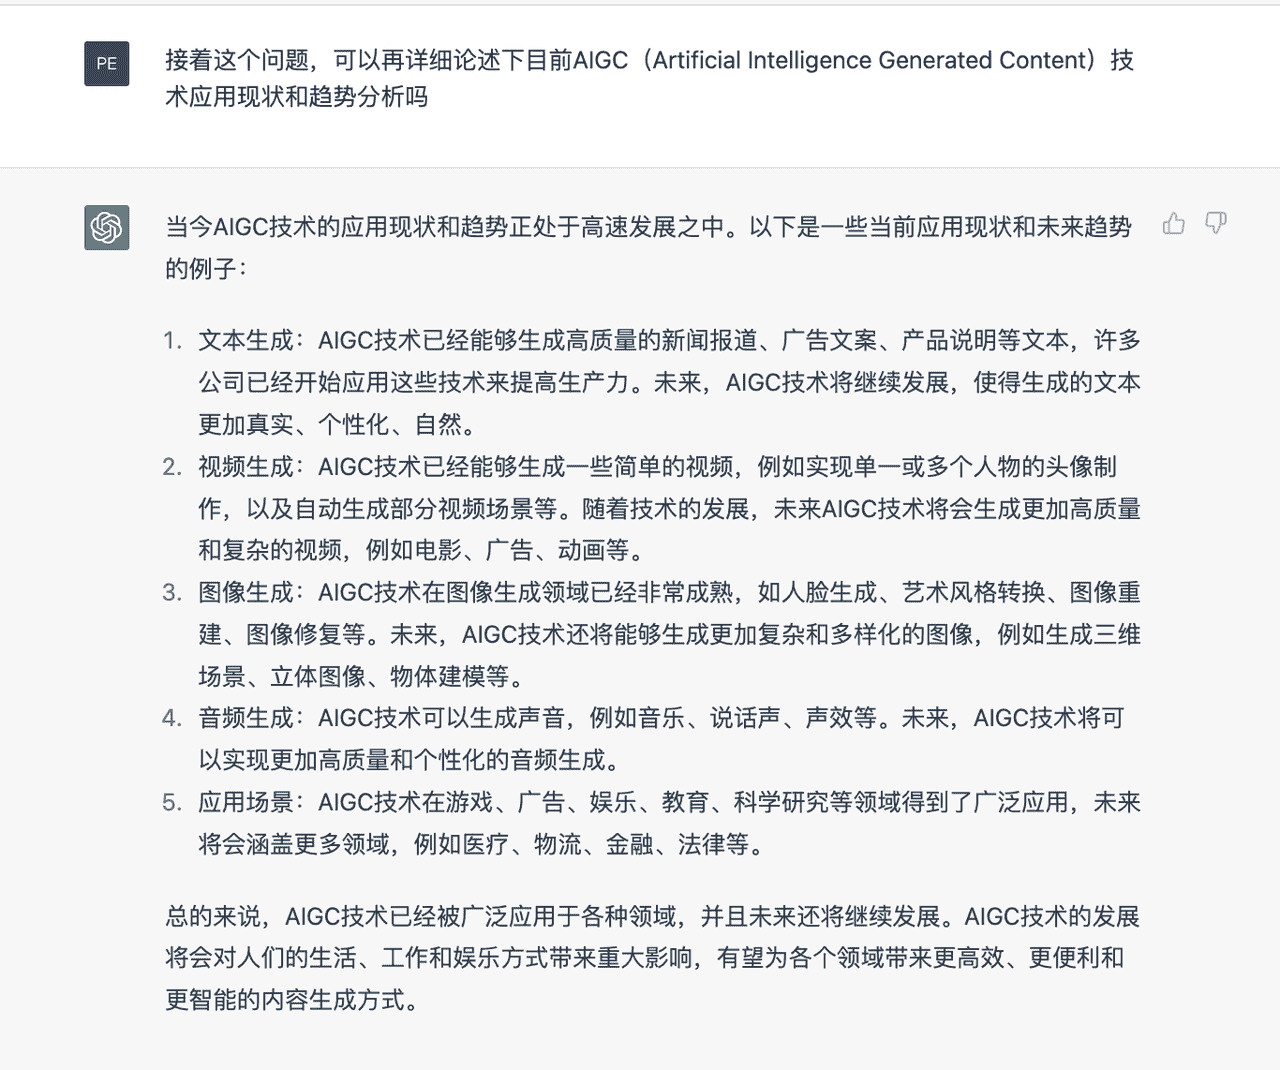 PE
接着这个问题，可以再详细论述下目前AIGC（Artificial Intelligence Generated Content）技
术应用现状和趋势分析吗
当今AIGC技术的应用现状和趋势正处于高速发展之中。以下是一些当前应用现状和未来趋势
的例子：
1. 文本生成：AIGC技术已经能够生成高质量的新闻报道、广告文案、产品说明等文本，许多
公司已经开始应用这些技术来提高生产力。未来，AIGC技术将继续发展，使得生成的文本
更加真实、个性化、自然。
2. 视频生成：AIGC技术已经能够生成一些简单的视频，例如实现单一或多个人物的头像制
作，以及自动生成部分视频场景等。随着技术的发展，未来AIGC技术将会生成更加高质量
和复杂的视频，例如电影、广告、动画等。
3. 图像生成：AIGC技术在图像生成领域已经非常成熟，如人脸生成、艺术风格转换、图像重
建、图像修复等。未来，AIGC技术还将能够生成更加复杂和多样化的图像，例如生成三维
场景、立体图像、物体建模等。
4. 音频生成：AIGC技术可以生成声音，例如音乐、说话声、声效等。未来，AIGC技术将可
以实现更加高质量和个性化的音频生成。
5. 应用场景：AIGC技术在游戏、广告、娱乐、教育、科学研究等领域得到了广泛应用，未来
将会涵盖更多领域，例如医疗、物流、金融、法律等。
总的来说，AIGC技术已经被广泛应用于各种领域，并且未来还将继续发展。AIGC技术的发展
将会对人们的生活、工作和娱乐方式带来重大影响，有望为各个领域带来更高效、更便利和
更智能的内容生成方式。